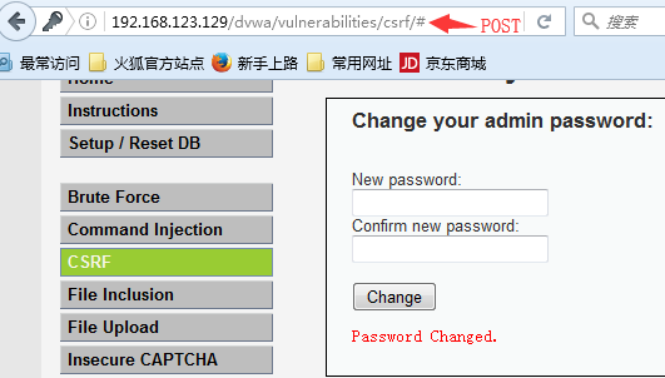 192.168.123.129/dvwa/vulnerabilities/csrf/#
POST
搜索
最常访问 火狐官方站点 新手上路 常用网址 JD 京东商城
Home
Instructions
Setup / Reset DB
Brute Force
Command Injection
CSRF
File Inclusion
File Upload
Insecure CAPTCHA
Change your admin password:
New password:
Confirm new password:
Change
Password Changed.